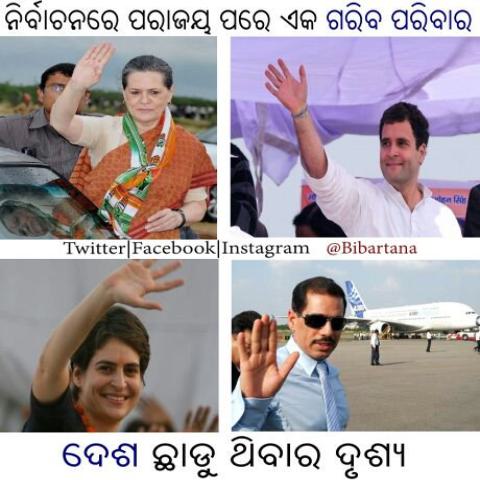 ନିର୍ବାଚନରେ ପରାଜୟ ପରେ ଏକ ଗରିବ ପରିବାର
Twitter|Facebook|Instagram @Bibartana
ଦେଶ ଛାଡୁ ଥିବାର ଦୃଶ୍ୟ